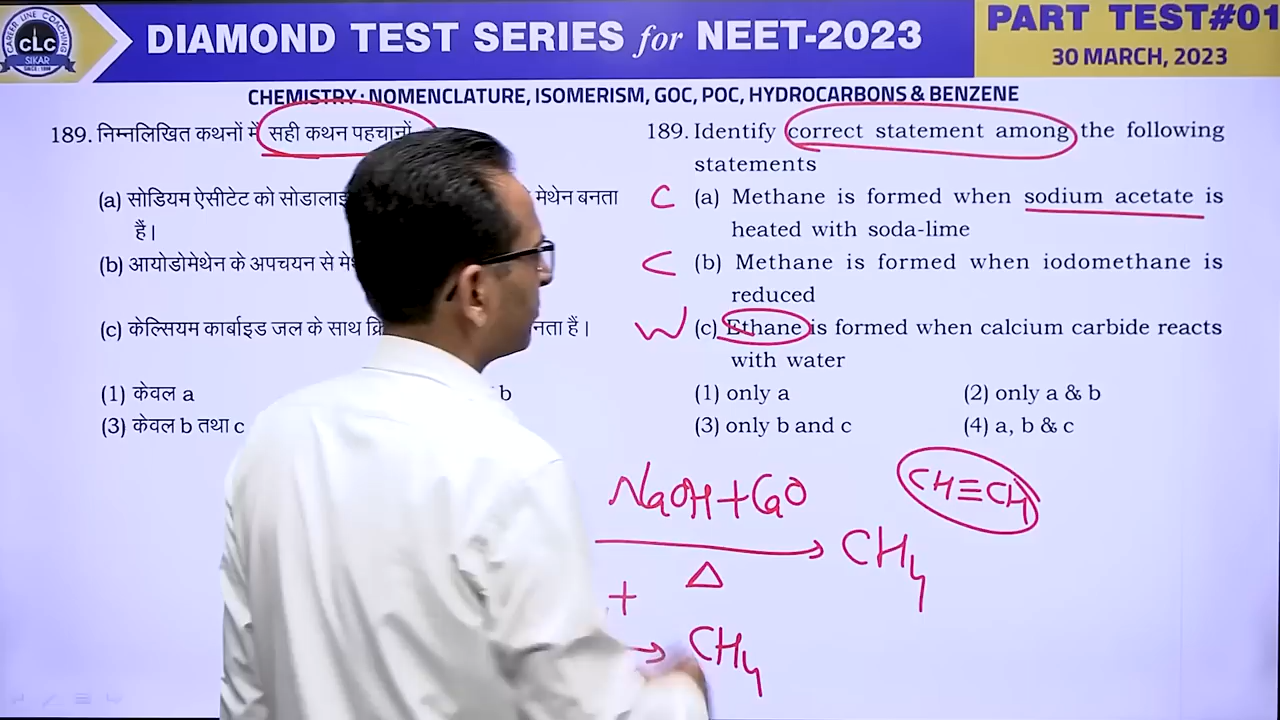 CAREER LINE COACHING
CLC
SIKAR
SINCE : 1996
DIAMOND TEST SERIES for NEET-2023
PART TEST#01
30 MARCH, 2023
CHEMISTRY : NOMENCLATURE, ISOMERISM, GOC, POC, HYDROCARBONS & BENZENE
189. निम्नलिखित कथनों में सही कथन पहचानों
(a) सोडियम ऐसीटेट को मेथेन बनता
हैं।
(b) आयोडोमेथेन के अपचयन से
(c) केल्सियम कार्बाइड जल के साथ हैं।
(1) केवल a b
(3) केवल b तथा c
189. Identify correct statement among the following
statements
C (a) Methane is formed when sodium acetate is
heated with soda-lime
C (b) Methane is formed when iodomethane is
reduced
W (c) Ethane is formed when calcium carbide reacts
with water
(1) only a (2) only a & b
(3) only b and c (4) a, b & c
CH≡CH
NaOH+CaO
→ CH4
Δ
+
→ CH4